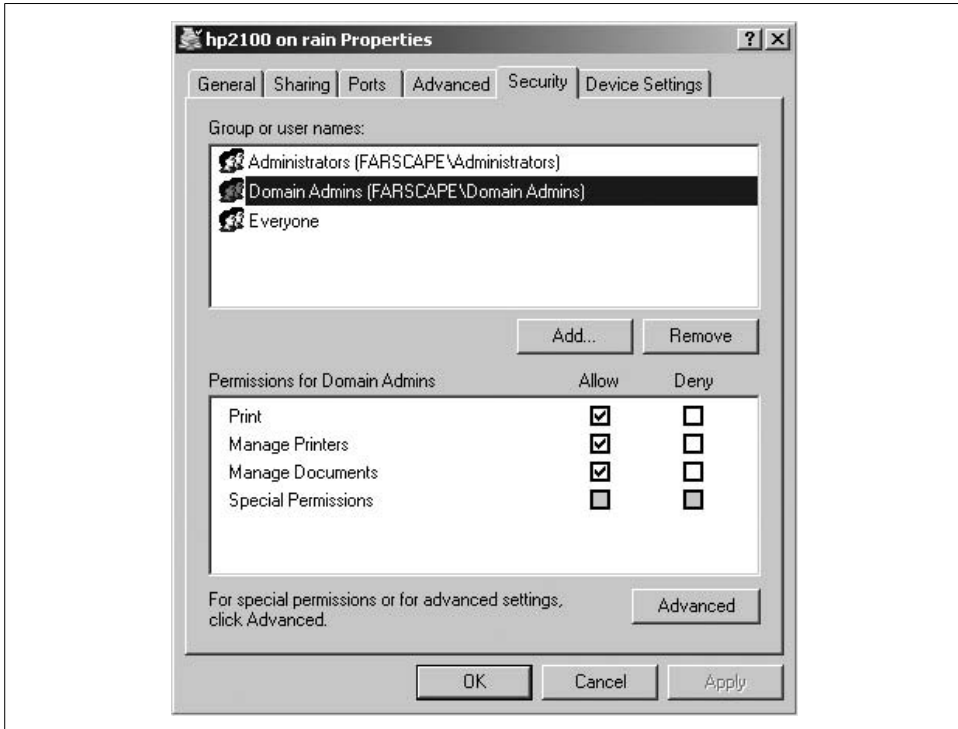 hp2100 on rain Properties
General Sharing Ports Advanced Security Device Settings
Group or user names:
Administrators (FARSCAPE\Administrators)
Domain Admins (FARSCAPE\Domain Admins)
Everyone
Add... Remove
Permissions for Domain Admins Allow Deny
Print
Manage Printers
Manage Documents
Special Permissions
For special permissions or for advanced settings,
click Advanced.
Advanced
OK Cancel Apply